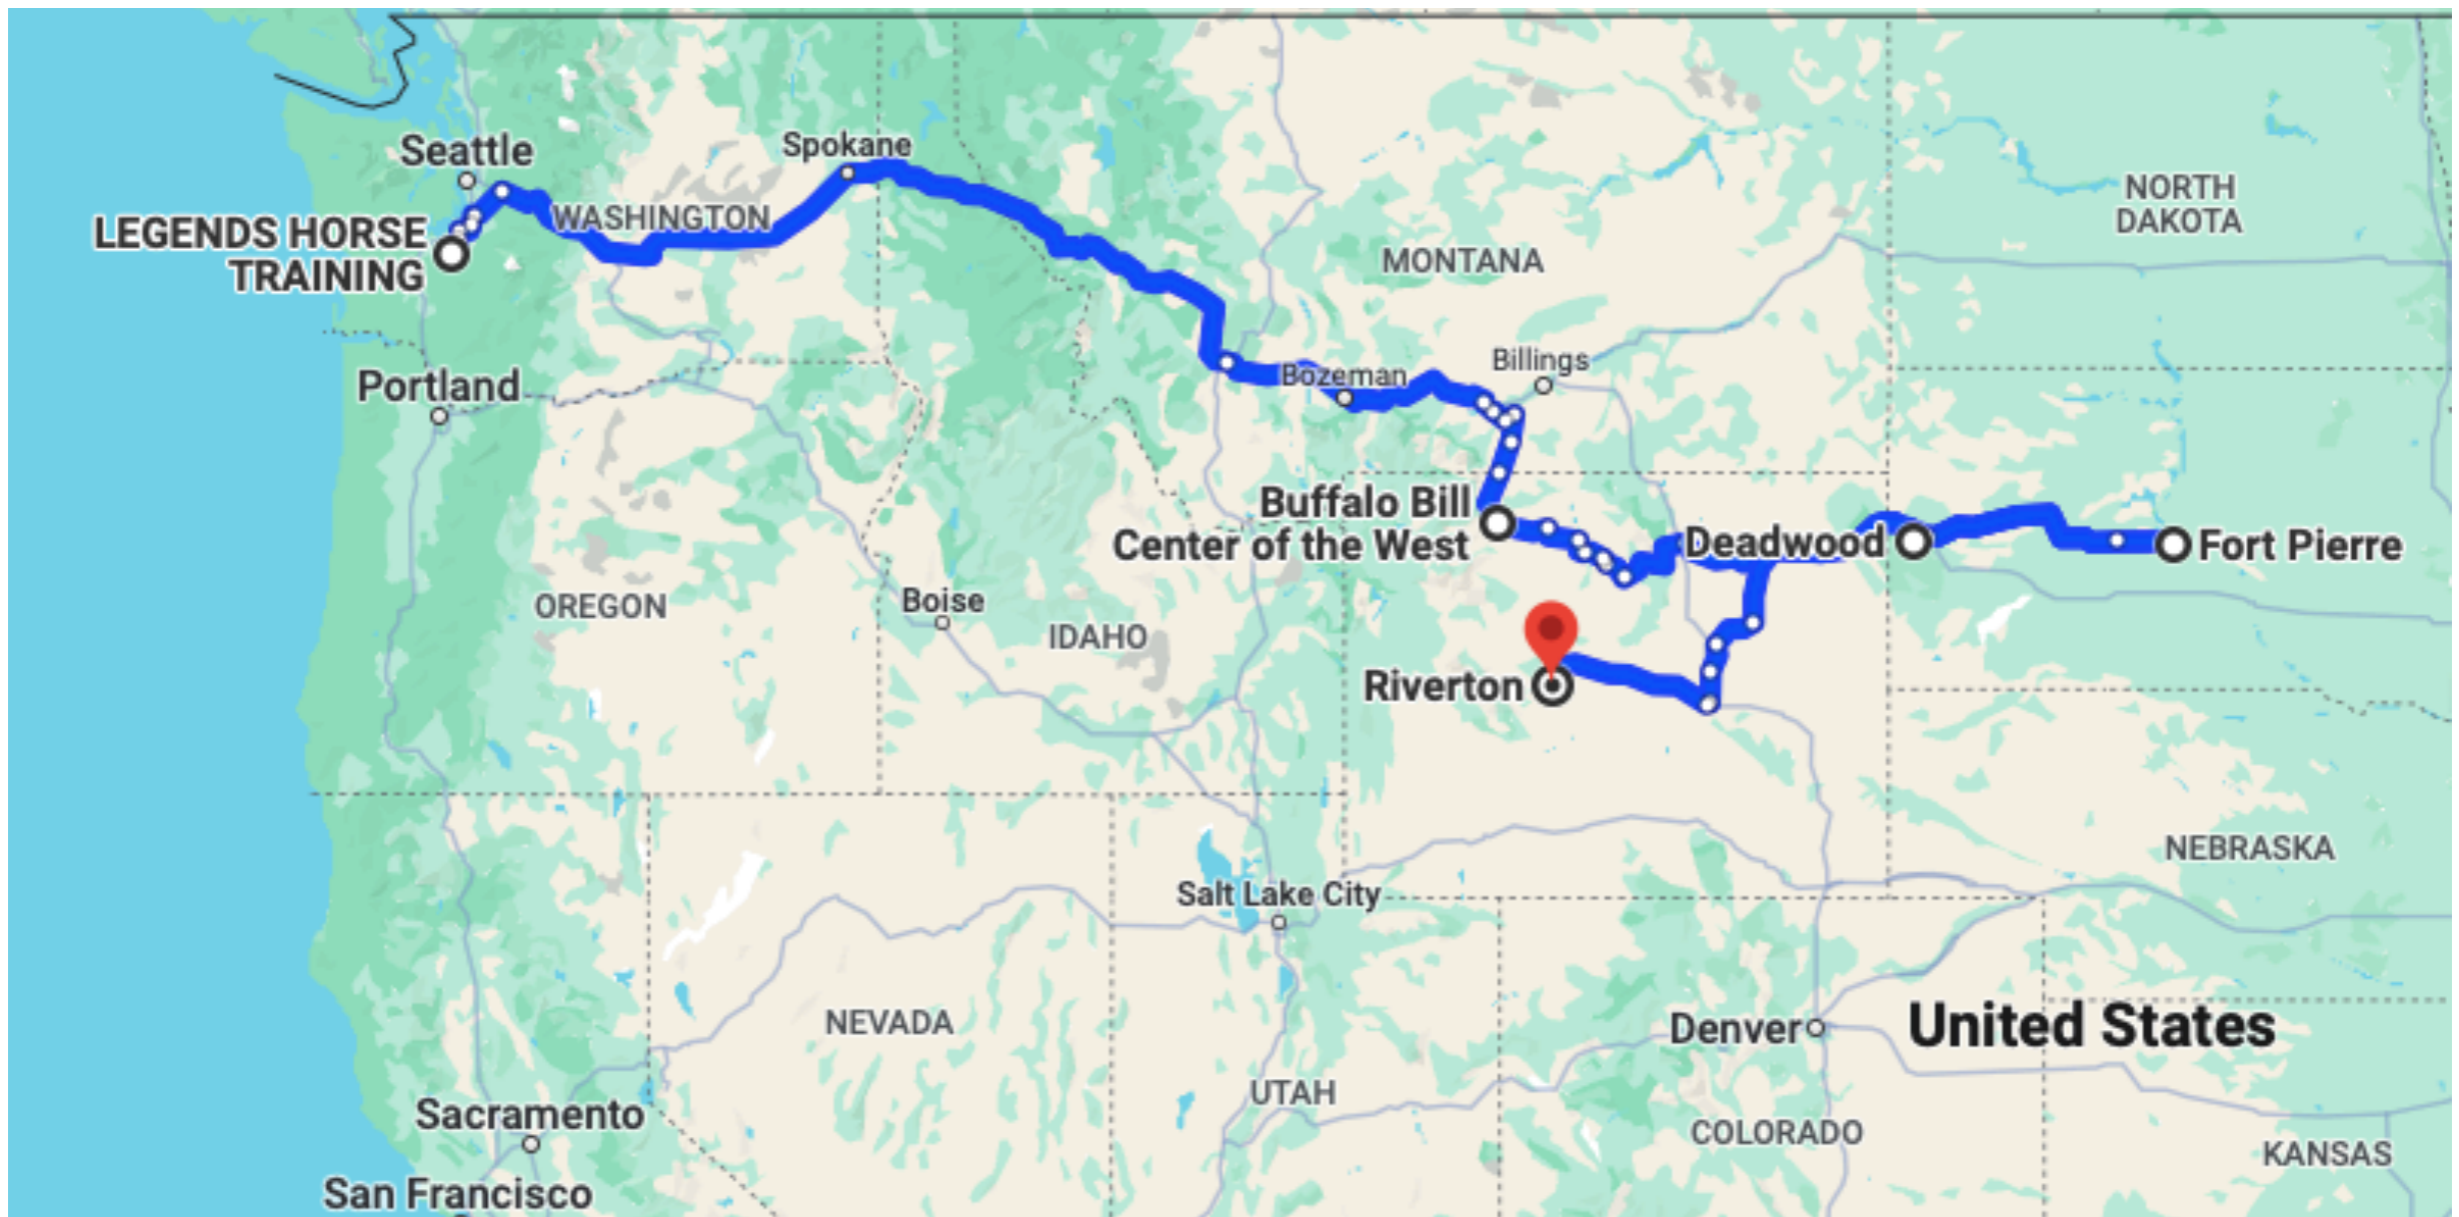 Seattle
Spokane
LEGENDS HORSE
TRAINING
WASHINGTON
NORTH
DAKOTA
MONTANA
Portland
Bozeman
Billings
Buffalo Bill
Center of the West
Deadwood
Fort Pierre
OREGON
Boise
IDAHO
Riverton
NEBRASKA
Salt Lake City
NEVADA
Denver
United States
UTAH
Sacramento
COLORADO
KANSAS
San Francisco